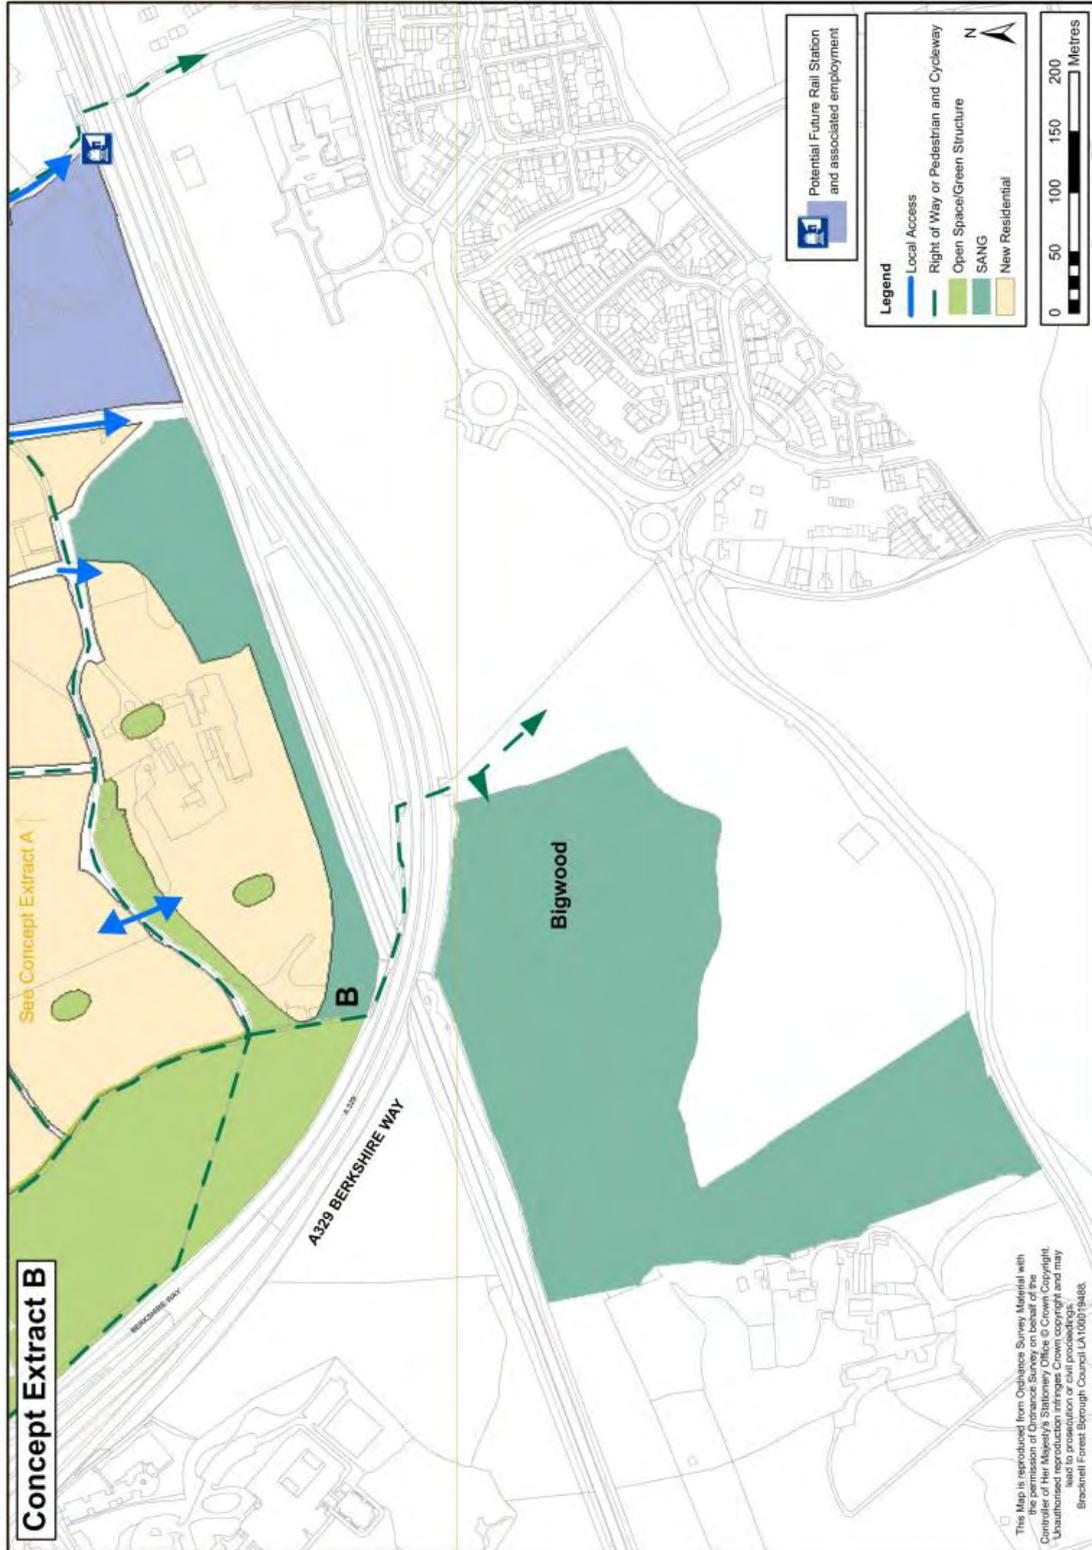 Concept Extract B
See Concept Extract A
B
A 329
A329 BERKSHIRE WAY
BERKSHIRE WAY
Bigwood
Potential Future Rail Station
and associated employment
Legend
Local Access
Right of Way or Pedestrian and Cycleway
Open Space/Green Structure
SANG
New Residential
N
0 50 100 150 200
Metres
This Map is reproduced from Ordnance Survey Material with
the permission of Ordnance Survey on behalf of the
Controller of Her Majesty's Stationery Office © Crown Copyright.
Unauthorised reproduction infringes Crown copyright and may
lead to prosecution or civil proceedings.
Bracknell Forest Borough Council LA100019488.